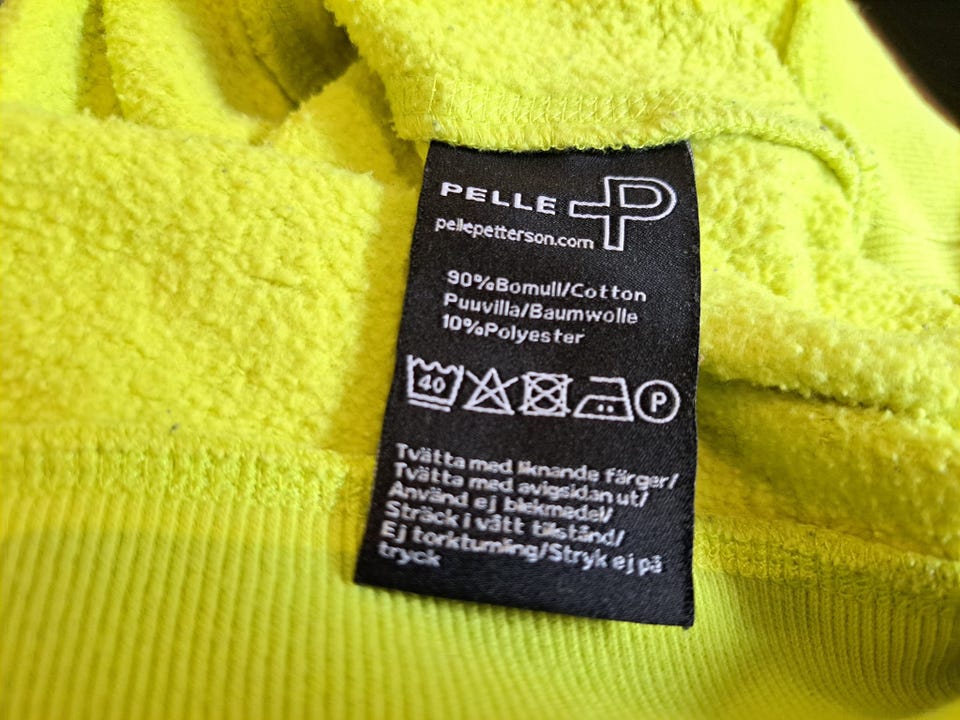 PELLE P
pellepetterson.com
90%Bomull/Cotton
Puuvilla/Baumwolle
10%Polyester
40 P
Tvätta med liknande färger/
Tvätta med avigsidan ut/
Använd ej blekmedel/
Sträck i vått tillstånd/
Ej torktumling/Stryk ej på
tryck